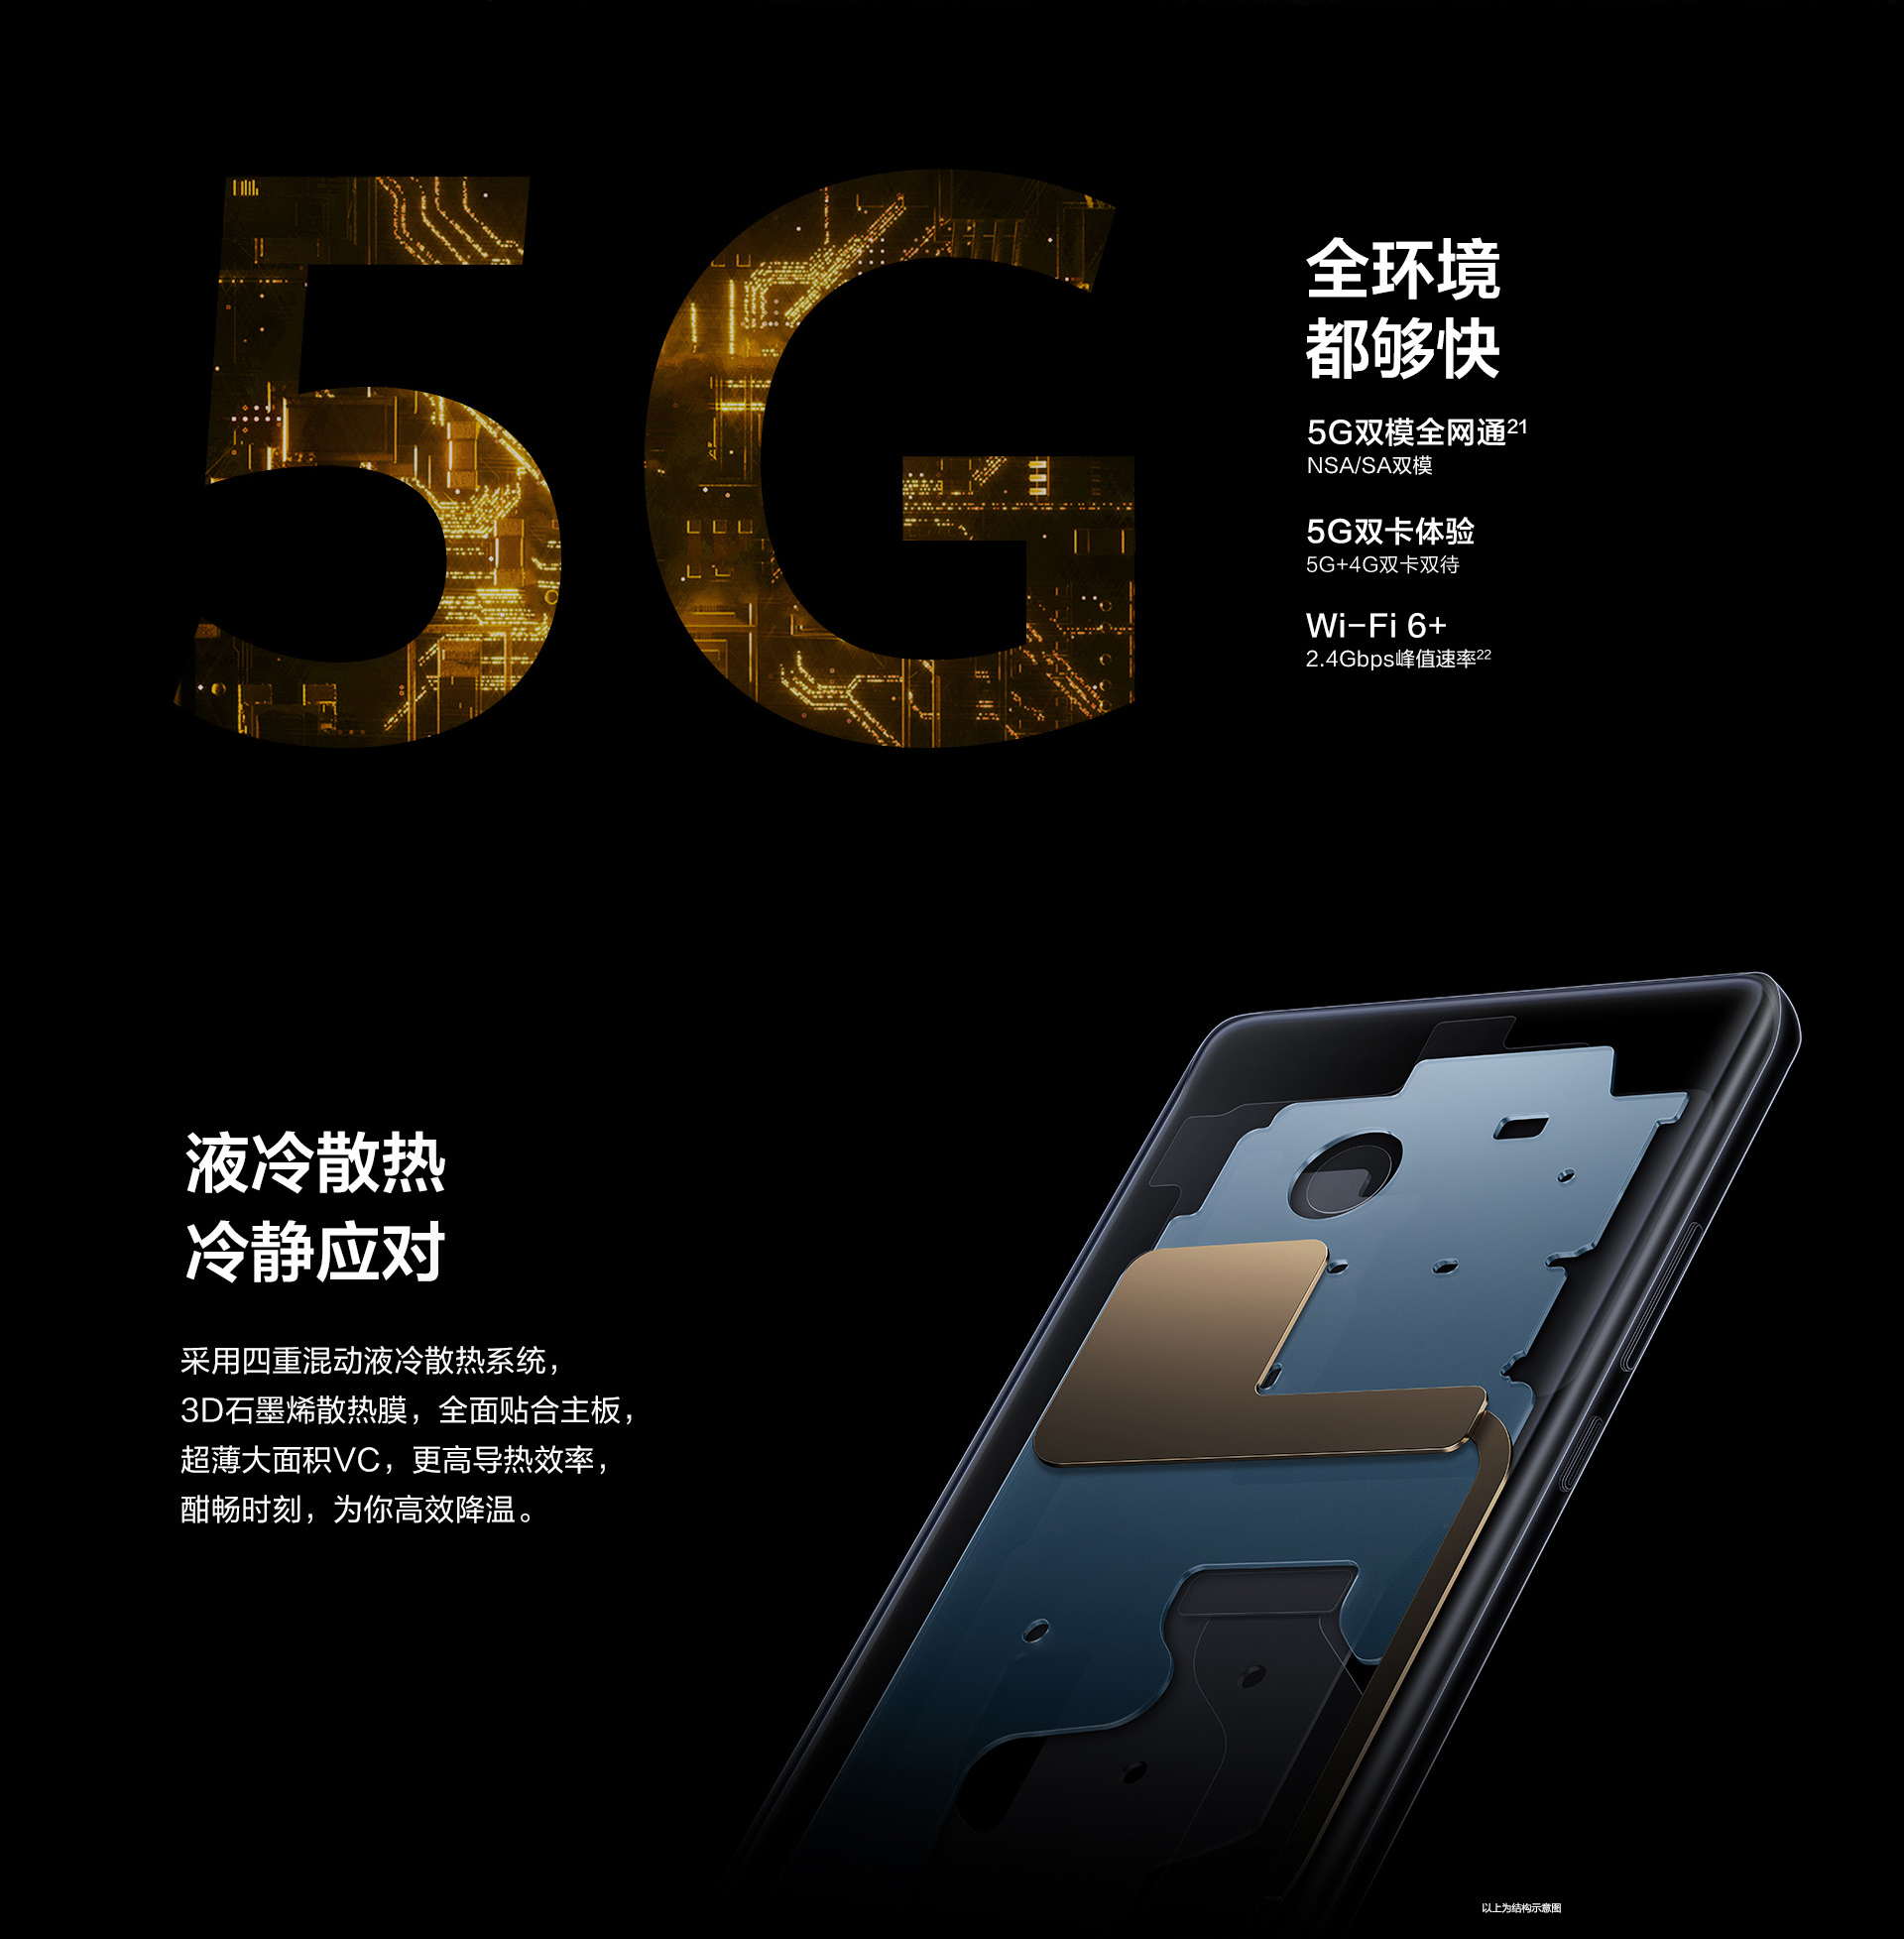 5G
全环境
都够快
5G双模全网通21
NSA/SA双模
5G双卡体验
5G+4G双卡双待
Wi-Fi 6+
2.4Gbps峰值速率22
液冷散热
冷静应对
采用四重混动液冷散热系统，
3D石墨烯散热膜，全面贴合主板，
超薄大面积VC，更高导热效率，
酣畅时刻，为你高效降温。
以上为结构示意图